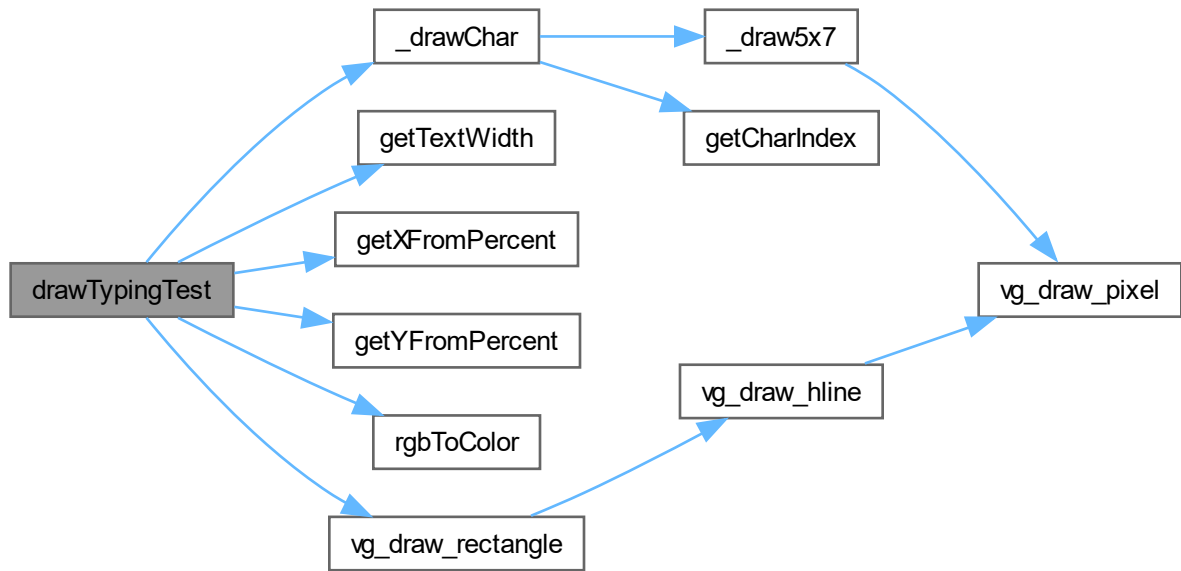 _drawChar
_draw5x7
getTextWidth
getCharIndex
getXFromPercent
drawTypingTest
vg_draw_pixel
getYFromPercent
vg_draw_hline
rgbToColor
vg_draw_rectangle